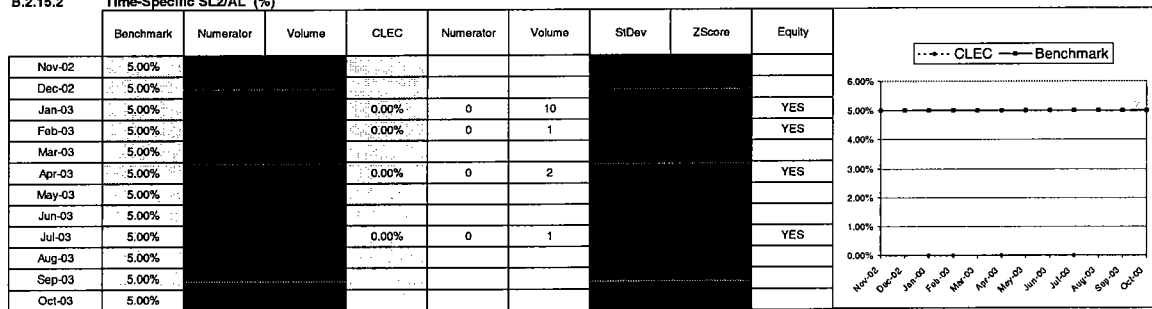 B.2.15.2 Time-Specific SL2/AL (%)
Benchmark Numerator Volume CLEC Numerator Volume StDev ZScore Equity
Nov-02 5.00%
Dec-02 5.00%
Jan-03 5.00% 0.00% 0 10 YES
Feb-03 5.00% 0.00% 0 1 YES
Mar-03 5.00%
Apr-03 5.00% 0.00% 0 2 YES
May-03 5.00%
Jun-03 5.00%
Jul-03 5.00% 0.00% 0 1 YES
Aug-03 5.00%
Sep-03 5.00%
Oct-03 5.00%
CLEC Benchmark
6.00%
5.00%
4.00%
3.00%
2.00%
1.00%
0.00%
Nov-02 Dec-02 Jan-03 Feb-03 Mar-03 Apr-03 May-03 Jun-03 Jul-03 Aug-03 Sep-03 Oct-03